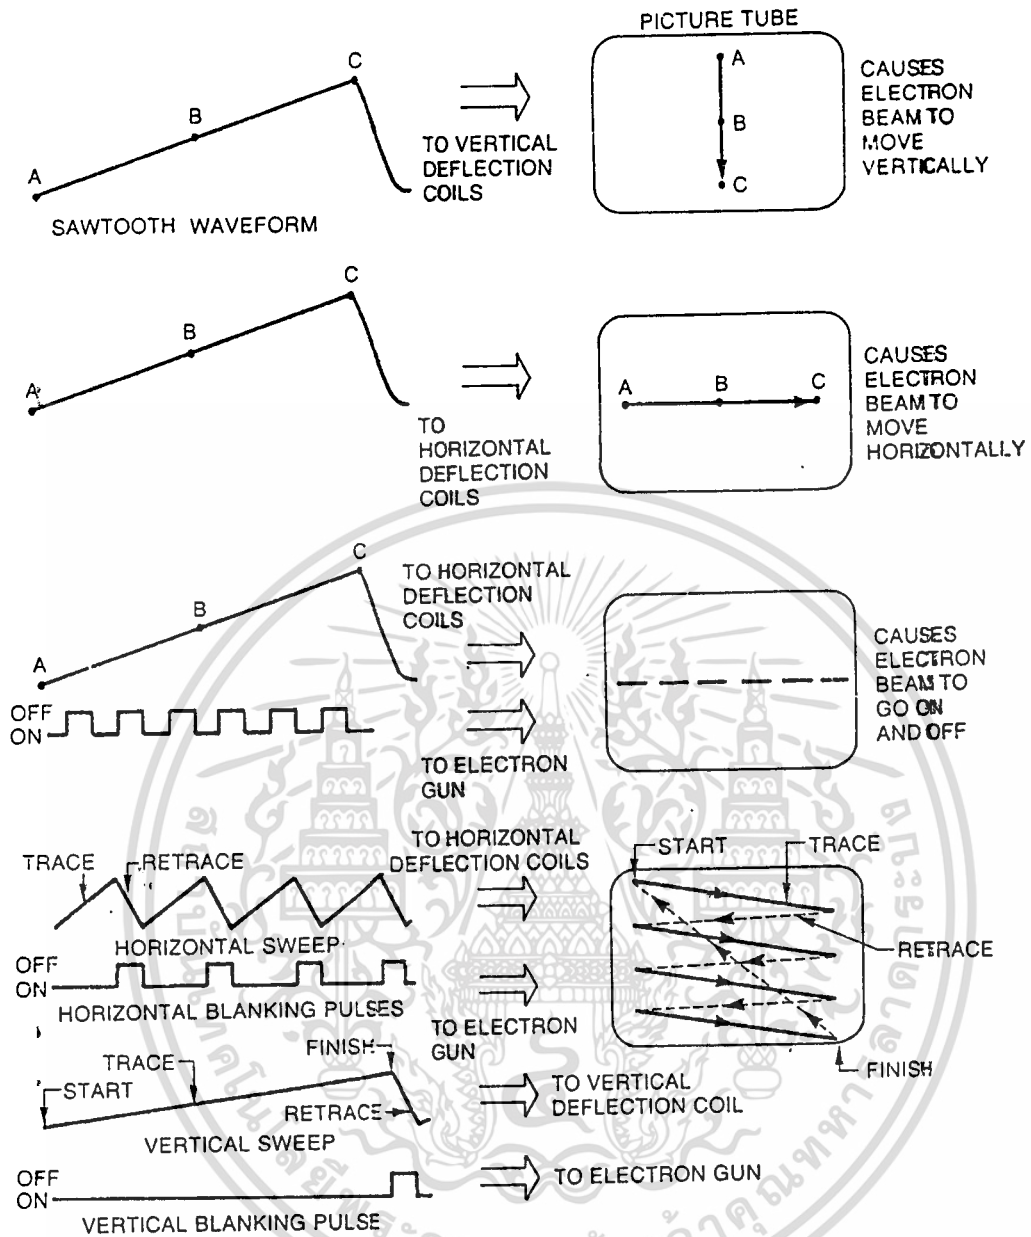 PICTURE TUBE
A
B
C
SAWTOOTH WAVEFORM
TO VERTICAL
DEFLECTION
COILS
A
B
C
CAUSES
ELECTRON
BEAM TO
MOVE
VERTICALLY
A
B
C
TO
HORIZONTAL
DEFLECTION
COILS
A
B
C
CAUSES
ELECTRON
BEAM TO
MOVE
HORIZONTALLY
A
B
C
TO HORIZONTAL
DEFLECTION
COILS
OFF
ON
TO ELECTRON
GUN
CAUSES
ELECTRON
BEAM TO
GO ON
AND OFF
TRACE
RETRACE
HORIZONTAL SWEEP
TO HORIZONTAL
DEFLECTION COILS
OFF
ON
HORIZONTAL BLANKING PULSES
TO ELECTRON
GUN
START
TRACE
RETRACE
FINISH
START
TRACE
FINISH
RETRACE
VERTICAL SWEEP
TO VERTICAL
DEFLECTION COIL
OFF
ON
VERTICAL BLANKING PULSE
TO ELECTRON GUN